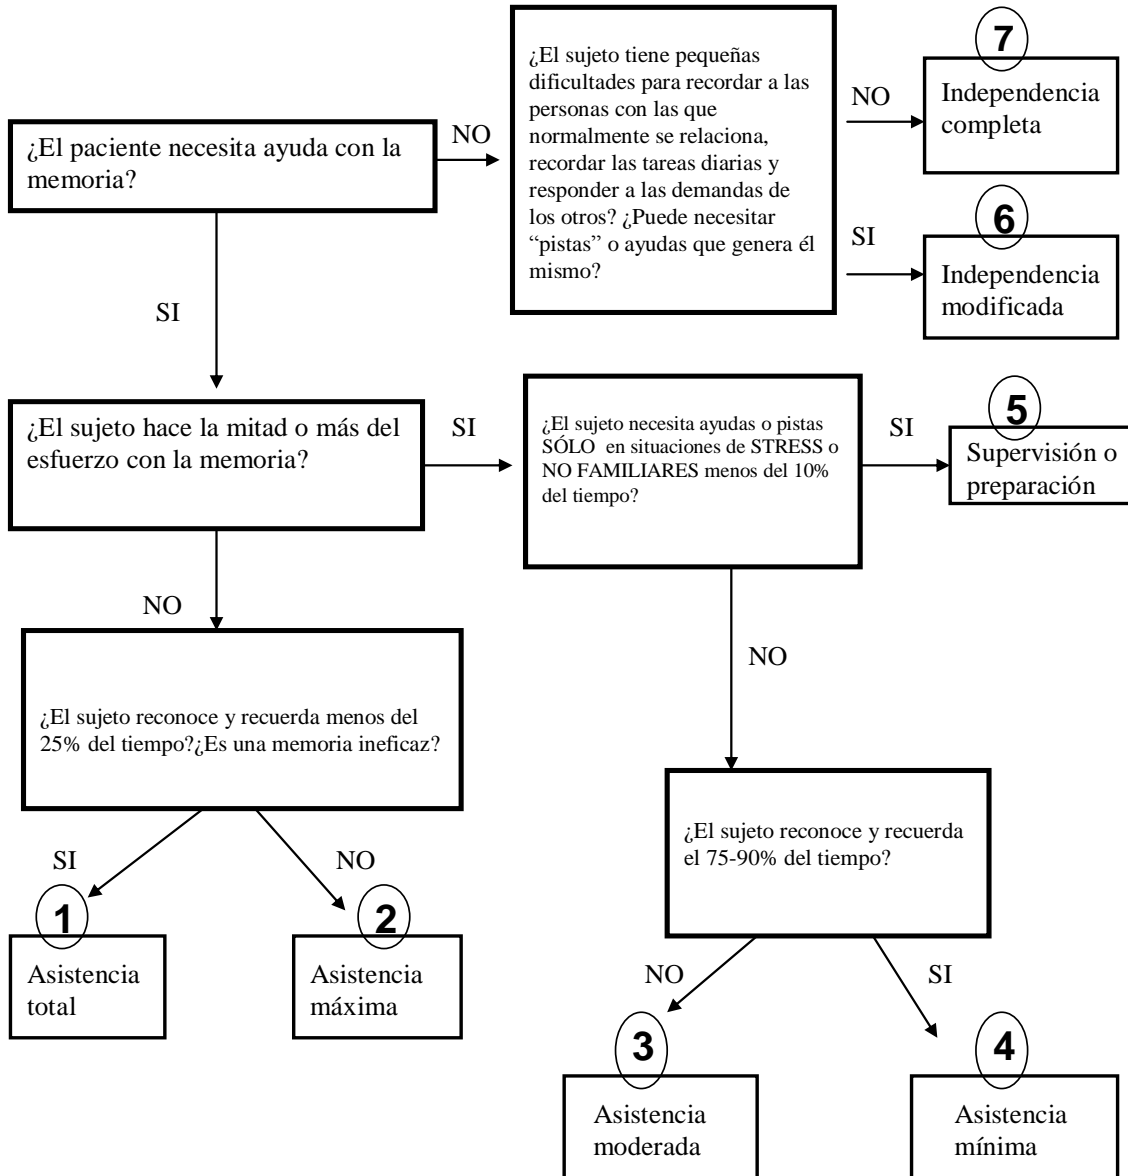 ¿El paciente necesita ayuda con la
memoria?
NO
¿El sujeto tiene pequeñas
dificultades para recordar a las
personas con las que
normalmente se relaciona,
recordar las tareas diarias y
responder a las demandas de
los otros? ¿Puede necesitar
“pistas” o ayudas que genera él
mismo?
NO
7
Independencia
completa
SI
6
Independencia
modificada
SI
¿El sujeto hace la mitad o más del
esfuerzo con la memoria?
SI
¿El sujeto necesita ayudas o pistas
SÓLO en situaciones de STRESS o
NO FAMILIARES menos del 10%
del tiempo?
SI
5
Supervisión o
preparación
NO
¿El sujeto reconoce y recuerda menos del
25% del tiempo?¿Es una memoria ineficaz?
SI
1
Asistencia
total
NO
2
Asistencia
máxima
NO
¿El sujeto reconoce y recuerda
el 75-90% del tiempo?
NO
3
Asistencia
moderada
SI
4
Asistencia
mínima